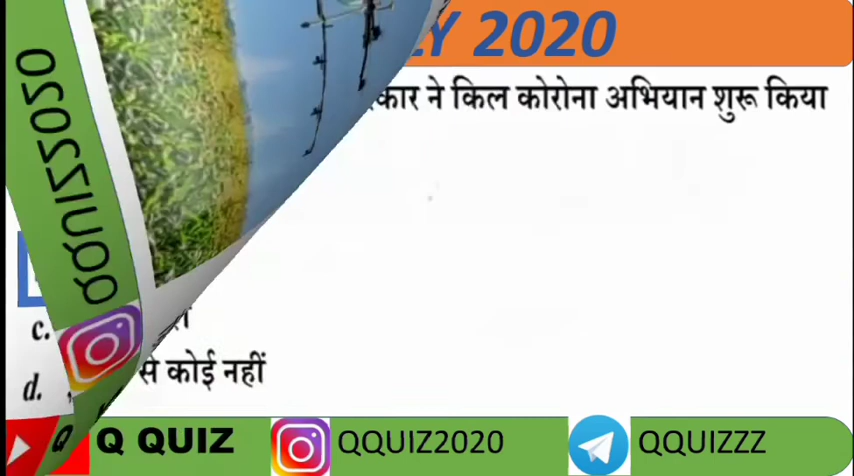 2020
ने किल कोरोना अभियान शुरू किया
c.
d. से कोई नहीं
Q QUIZ QQUIZ2020 QQUIZZZ
QQUIZ2020